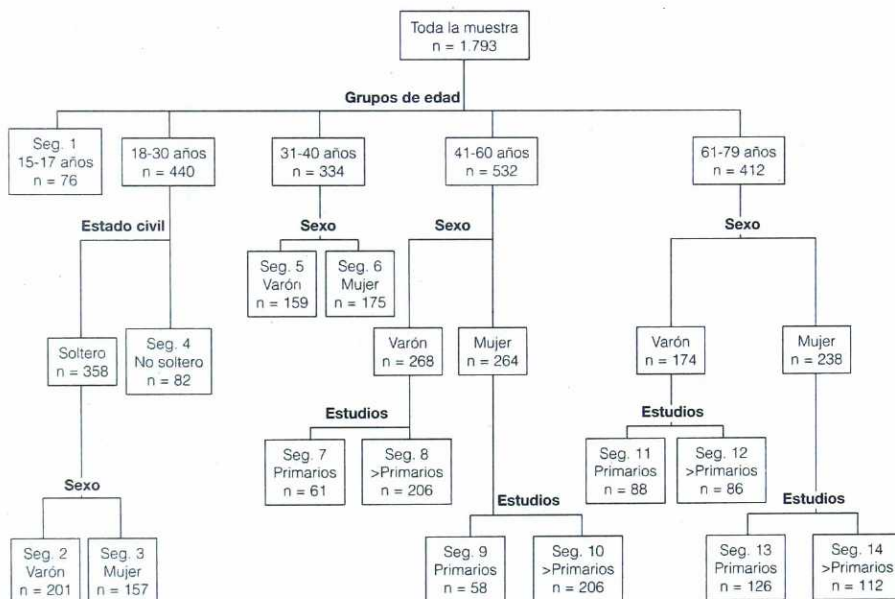 Toda la muestra
n = 1.793
Grupos de edad
Seg. 1
15-17 años
n = 76
18-30 años
n = 440
31-40 años
n = 334
41-60 años
n = 532
61-79 años
n = 412
Estado civil
Sexo
Sexo
Sexo
Seg. 5
Varón
n = 159
Seg. 6
Mujer
n = 175
Soltero
n = 358
Seg. 4
No soltero
n = 82
Varón
n = 268
Mujer
n = 264
Varón
n = 174
Mujer
n = 238
Estudios
Estudios
Seg. 7
Primarios
n = 61
Seg. 8
>Primarios
n = 206
Seg. 11
Primarios
n = 88
Seg. 12
>Primarios
n = 86
Sexo
Estudios
Estudios
Seg. 2
Varón
n = 201
Seg. 3
Mujer
n = 157
Seg. 9
Primarios
n = 58
Seg. 10
>Primarios
n = 206
Seg. 13
Primarios
n = 126
Seg. 14
>Primarios
n = 112